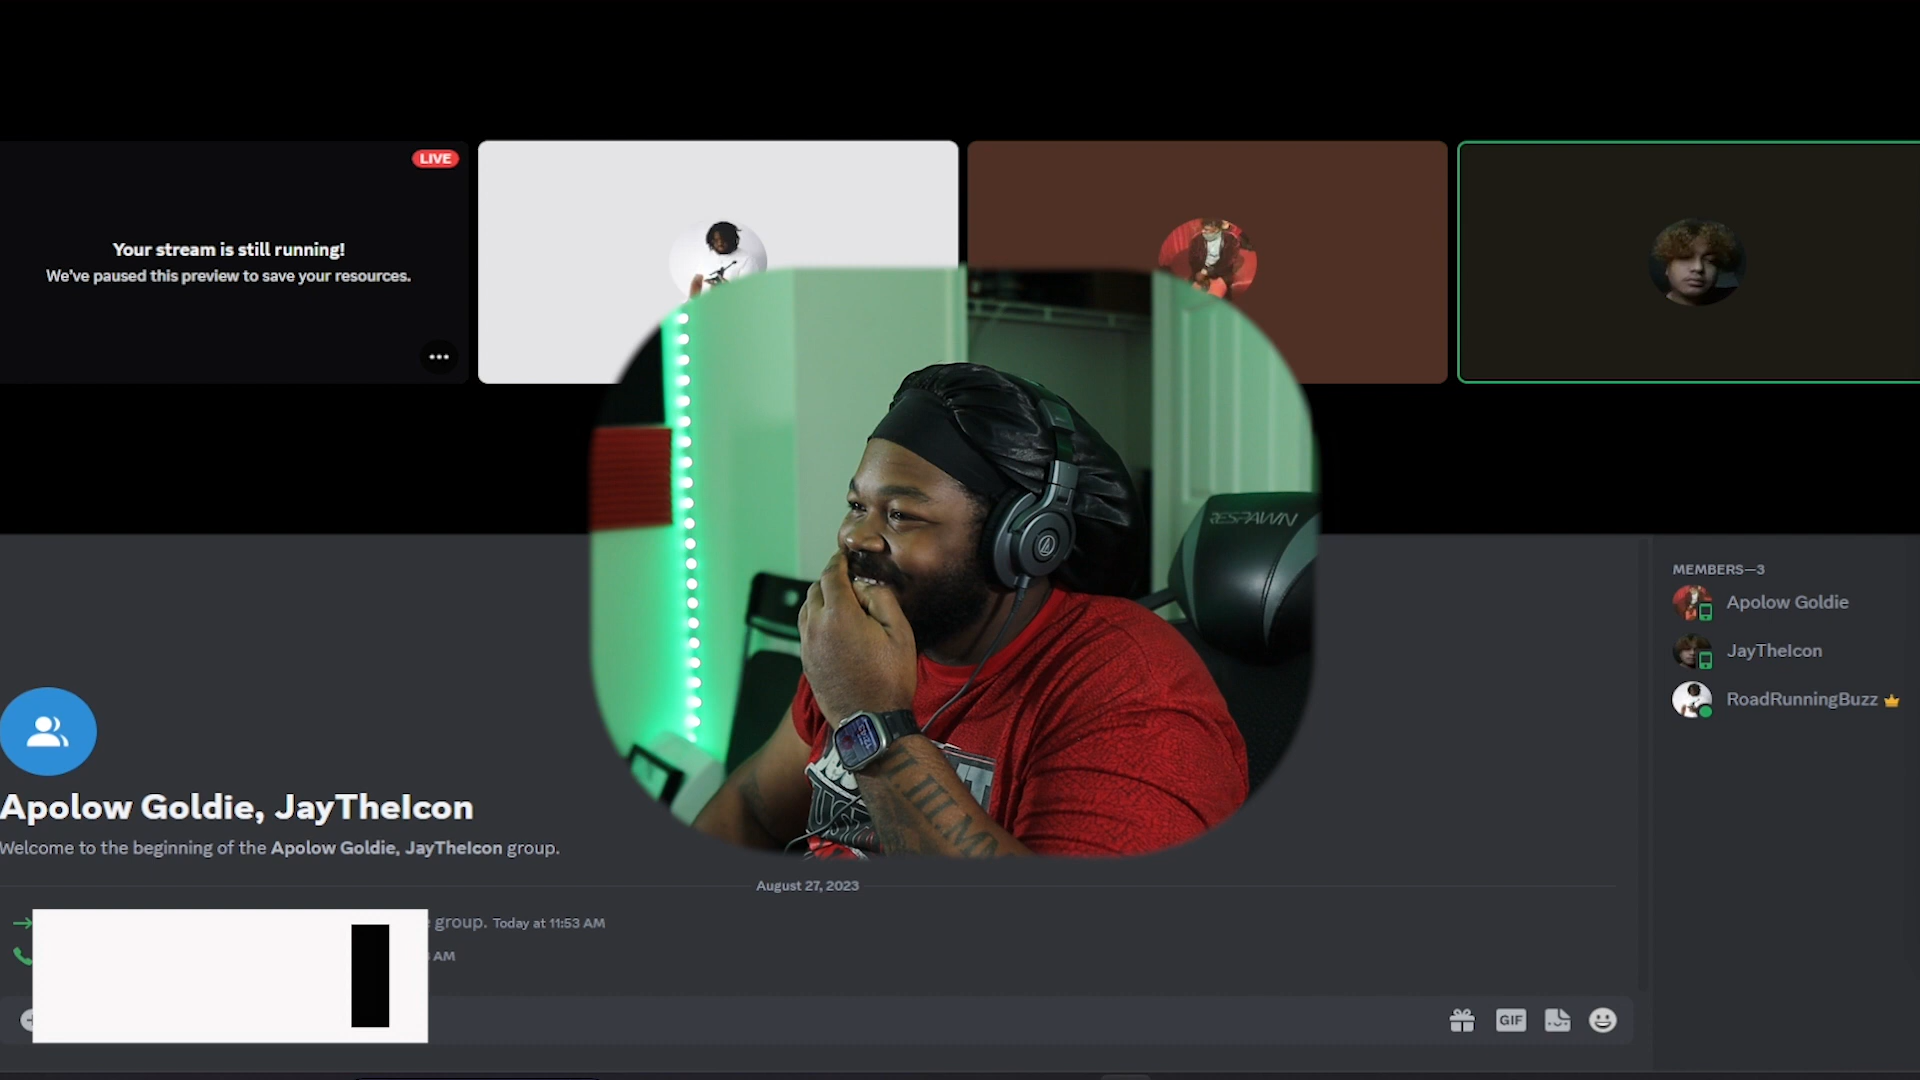 LIVE
Your stream is still running!
We've paused this preview to save your resources.
RESPAWN
MEMBERS—3
Apolow Goldie
JayTheIcon
RoadRunningBuzz
Apolow Goldie, JayTheIcon
Welcome to the beginning of the Apolow Goldie, JayTheIcon group.
August 27, 2023
group. Today at 11:53 AM
AM
GIF